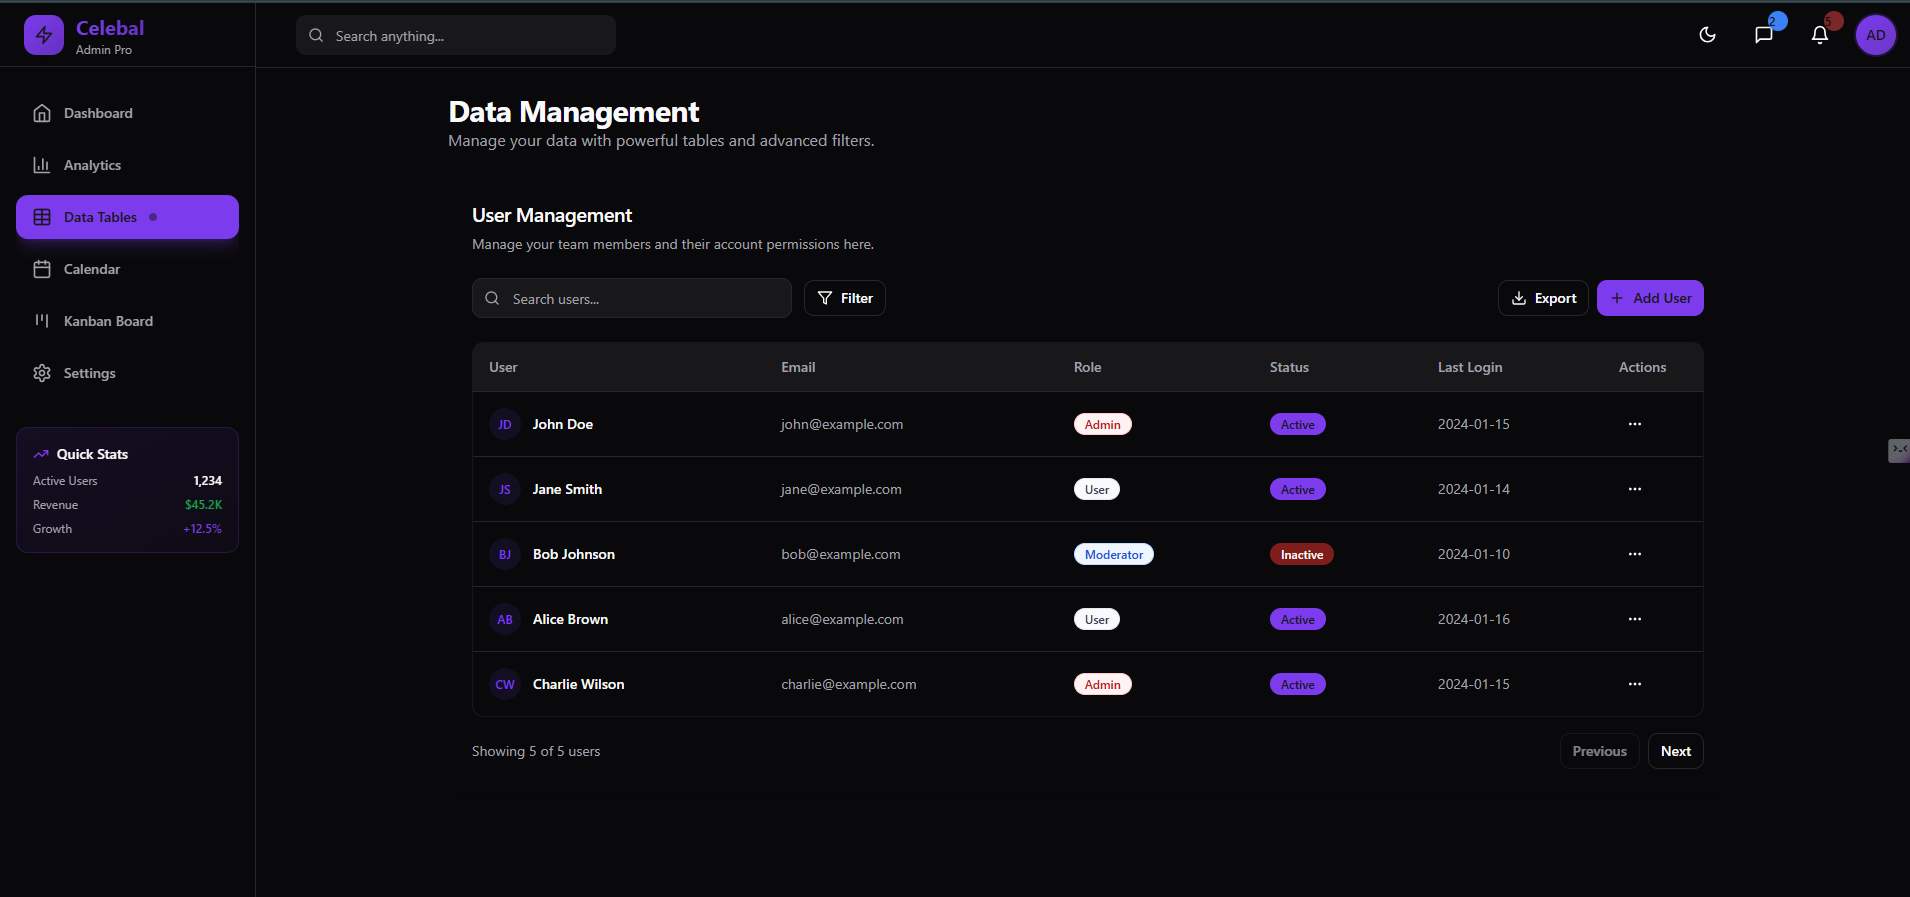 Celebal
Admin Pro
Search anything...
2
5
AD
Dashboard
Analytics
Data Tables
Calendar
Kanban Board
Settings
Quick Stats
Active Users 1,234
Revenue $45.2K
Growth +12.5%
Data Management
Manage your data with powerful tables and advanced filters.
User Management
Manage your team members and their account permissions here.
Search users... Filter Export Add User
User Email Role Status Last Login Actions
JD John Doe john@example.com Admin Active 2024-01-15
JS Jane Smith jane@example.com User Active 2024-01-14
BJ Bob Johnson bob@example.com Moderator Inactive 2024-01-10
AB Alice Brown alice@example.com User Active 2024-01-16
CW Charlie Wilson charlie@example.com Admin Active 2024-01-15
Showing 5 of 5 users Previous Next